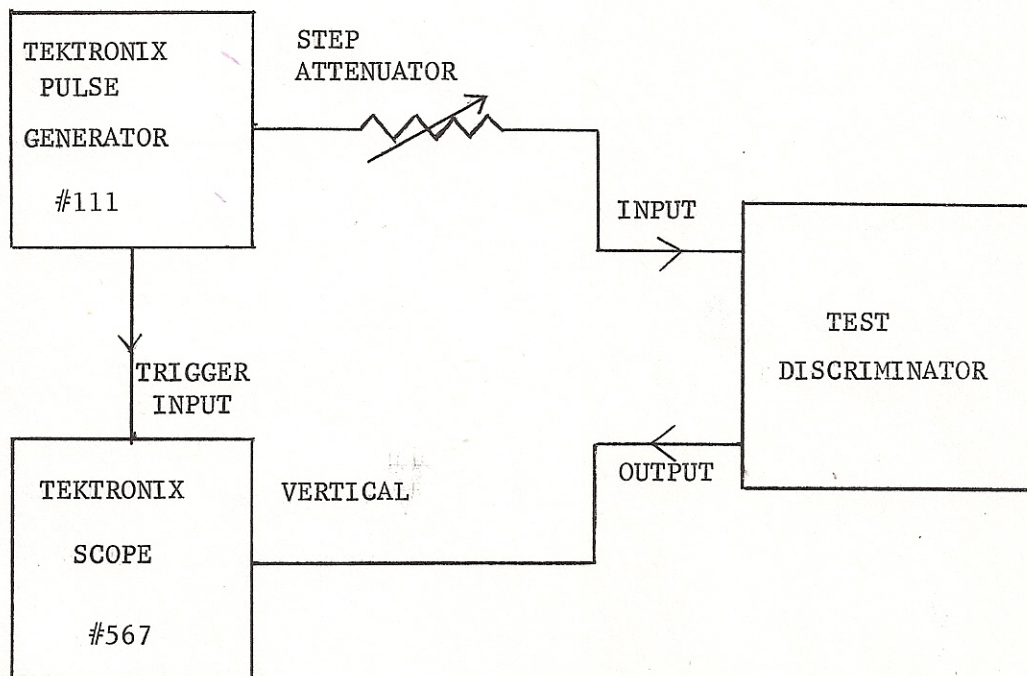 TEKTRONIX
PULSE
GENERATOR
#111
STEP
ATTENUATOR
INPUT
TEST
DISCRIMINATOR
TRIGGER
INPUT
OUTPUT
VERTICAL
TEKTRONIX
SCOPE
#567